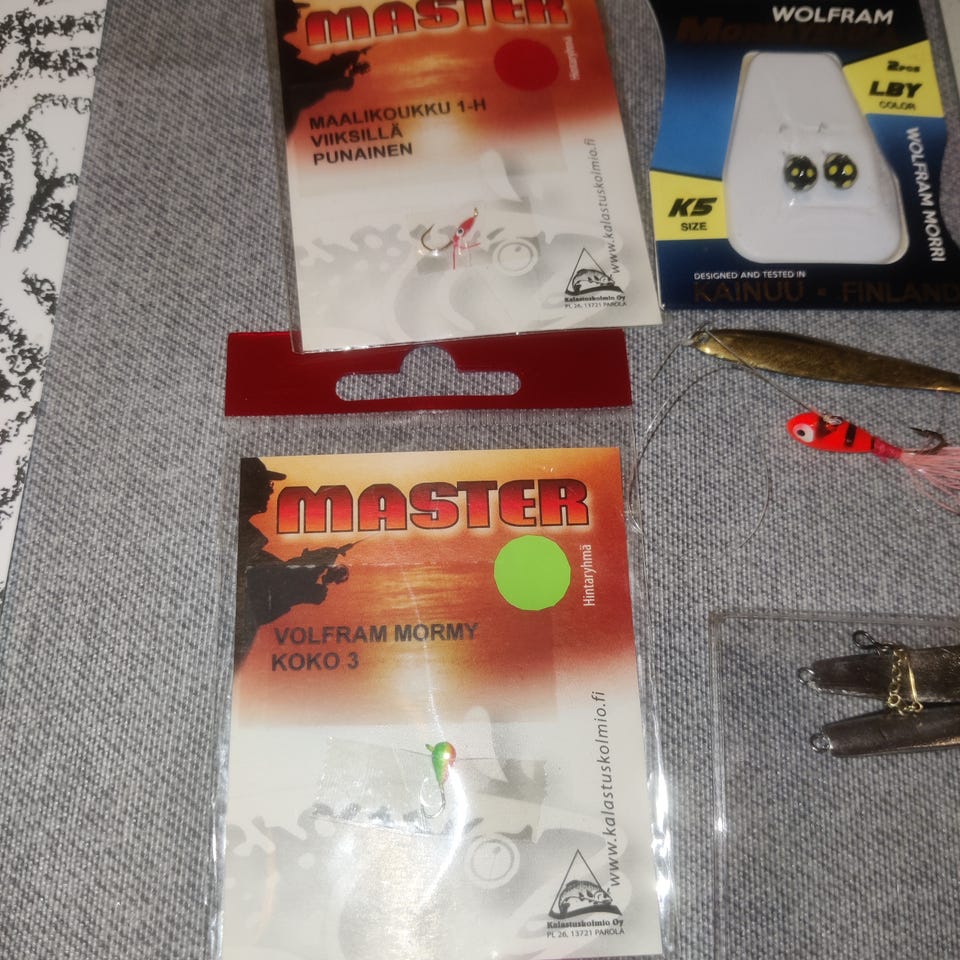 MASTER
Hintaryhmä
MAALIKOUKKU 1-H
VIIKSILLÄ
PUNAINEN
www.kalastuskolmio.fi
Kalastuskolmio Oy
PL 26, 13721 PAROLA
WOLFRAM
2PCS
LBY
COLOR
WOLFRAM MORRI
K5
SIZE
DESIGNED AND TESTED IN
KAINUU • FINLAND
MASTER
Hintaryhmä
VOLFRAM MORMY
KOKO 3
www.kalastuskolmio.fi
Kalastuskolmio Oy
PL 26, 13721 PAROLA